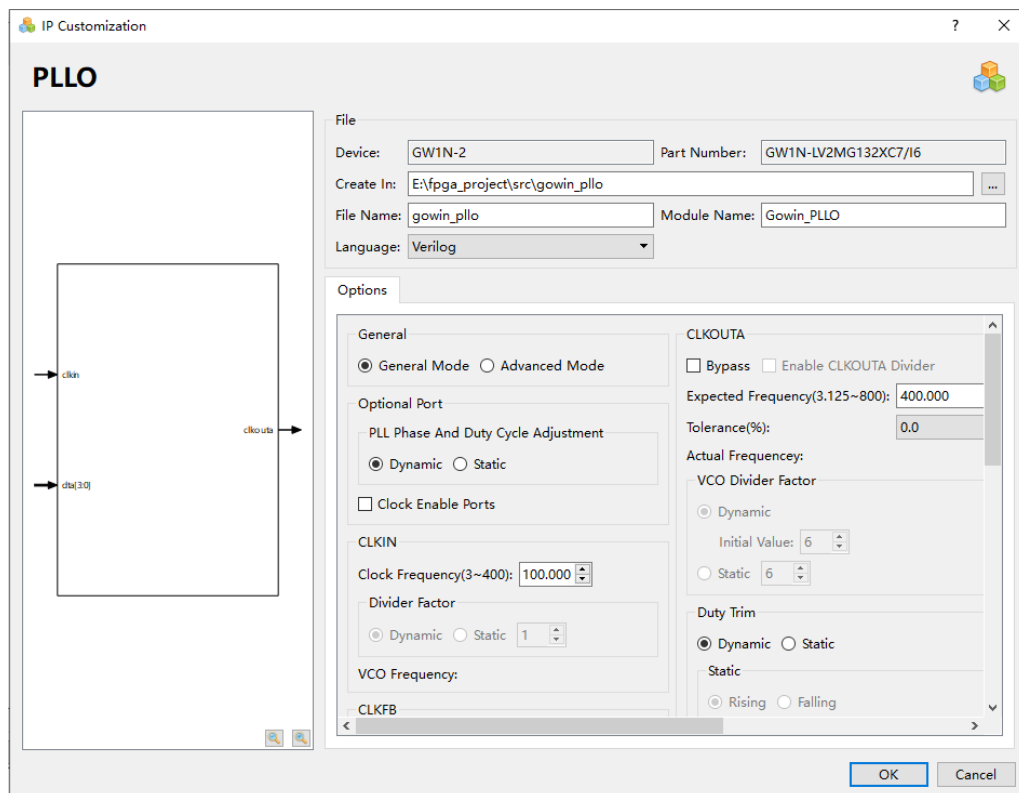 IP Customization
PLLO
clkin
clkouta
dta[3:0]
File
Device: GW1N-2 Part Number: GW1N-LV2MG132XC7/I6
Create In: E:\fpga_project\src\gowin_pllo ...
File Name: gowin_pllo Module Name: Gowin_PLLO
Language: Verilog
Options
General
General Mode Advanced Mode
Optional Port
PLL Phase And Duty Cycle Adjustment
Dynamic Static
Clock Enable Ports
CLKIN
Clock Frequency(3~400): 100.000
Divider Factor
Dynamic Static 1
VCO Frequency:
CLKFB
CLKOUTA
Bypass Enable CLKOUTA Divider
Expected Frequency(3.125~800): 400.000
Tolerance(%): 0.0
Actual Frequencey:
VCO Divider Factor
Dynamic
Initial Value: 6
Static 6
Duty Trim
Dynamic Static
Static
Rising Falling
OK Cancel